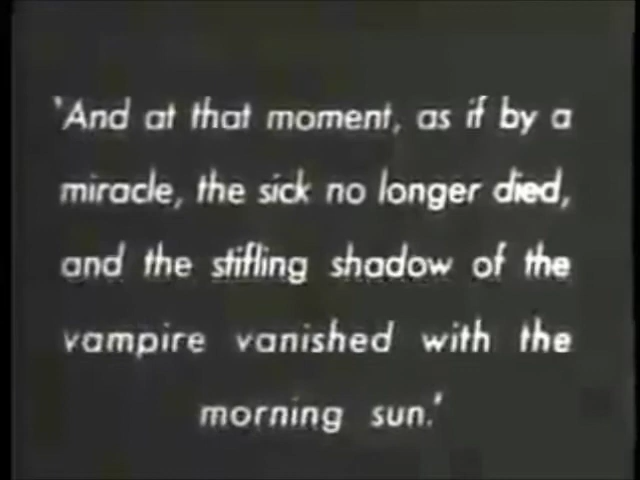 'And at that moment, as if by a
miracle, the sick no longer died,
and the stifling shadow of the
vampire vanished with the
morning sun.'